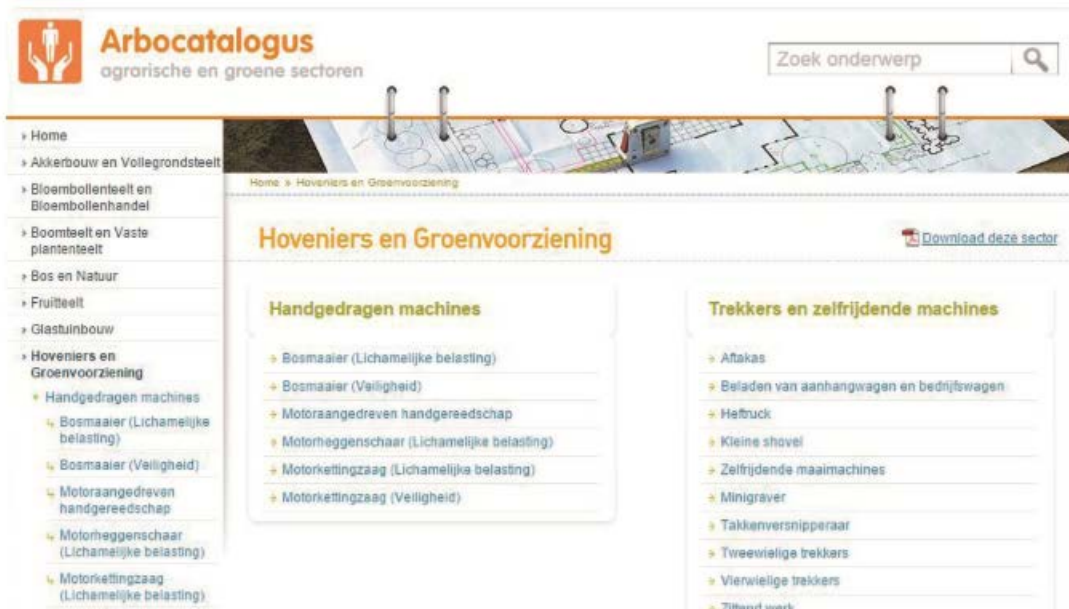 Arbocatalogus
agrarische en groene sectoren
Zoek onderwerp
Home
Akkerbouw en Vollegrondsteelt
Bloembollenteelt en
Bloembollenhandel
Boomteelt en Vaste
plantenteelt
Bos en Natuur
Fruitteelt
Glastuinbouw
Hoveniers en
Groenvoorziening
Handgedragen machines
Bosmaaier (Lichamelijke
belasting)
Bosmaaier (Veiligheid)
Motoraangedreven
handgereedschap
Motorheggenschaar
(Lichamelijke belasting)
Motorkettingzaag
(Lichamelijke belasting)
Home » Hoveniers en Groenvoorziening
Hoveniers en Groenvoorziening
Download deze sector
Handgedragen machines
Bosmaaier (Lichamelijke belasting)
Bosmaaier (Veiligheid)
Motoraangedreven handgereedschap
Motorheggenschaar (Lichamelijke belasting)
Motorkettingzaag (Lichamelijke belasting)
Motorkettingzaag (Veiligheid)
Trekkers en zelfrijdende machines
Aftakas
Beladen van aanhangwagen en bedrijfswagen
Heftruck
Kleine shovel
Zelfrijdende maaimachines
Minigraver
Takkenversnipperaar
Tweewielige trekkers
Vierwielige trekkers
Zittend werk